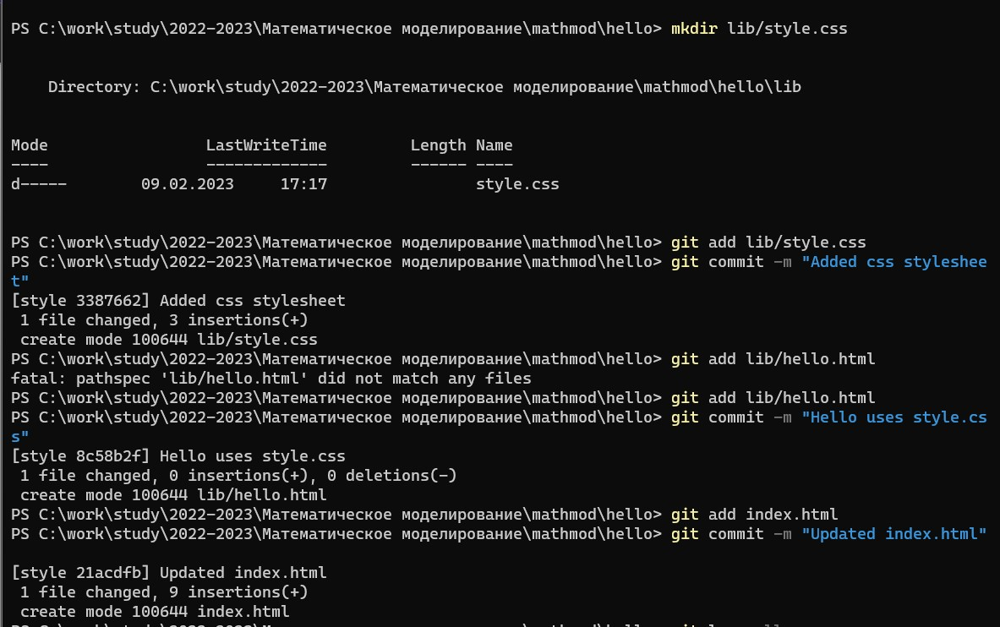 PS C:\work\study\2022-2023\Математическое моделирование\mathmod\hello> mkdir lib/style.css
Directory: C:\work\study\2022-2023\Математическое моделирование\mathmod\hello\lib
Mode                 LastWriteTime         Length Name
----                 -------------         ------ ----
d-----        09.02.2023     17:17                style.css
PS C:\work\study\2022-2023\Математическое моделирование\mathmod\hello> git add lib/style.css
PS C:\work\study\2022-2023\Математическое моделирование\mathmod\hello> git commit -m "Added css styleshee
t"
[style 3387662] Added css stylesheet
 1 file changed, 3 insertions(+)
 create mode 100644 lib/style.css
PS C:\work\study\2022-2023\Математическое моделирование\mathmod\hello> git add lib/hello.html
fatal: pathspec 'lib/hello.html' did not match any files
PS C:\work\study\2022-2023\Математическое моделирование\mathmod\hello> git add lib/hello.html
PS C:\work\study\2022-2023\Математическое моделирование\mathmod\hello> git commit -m "Hello uses style.cs
s"
[style 8c58b2f] Hello uses style.css
 1 file changed, 0 insertions(+), 0 deletions(-)
 create mode 100644 lib/hello.html
PS C:\work\study\2022-2023\Математическое моделирование\mathmod\hello> git add index.html
PS C:\work\study\2022-2023\Математическое моделирование\mathmod\hello> git commit -m "Updated index.html"
[style 21acdfb] Updated index.html
 1 file changed, 9 insertions(+)
 create mode 100644 index.html